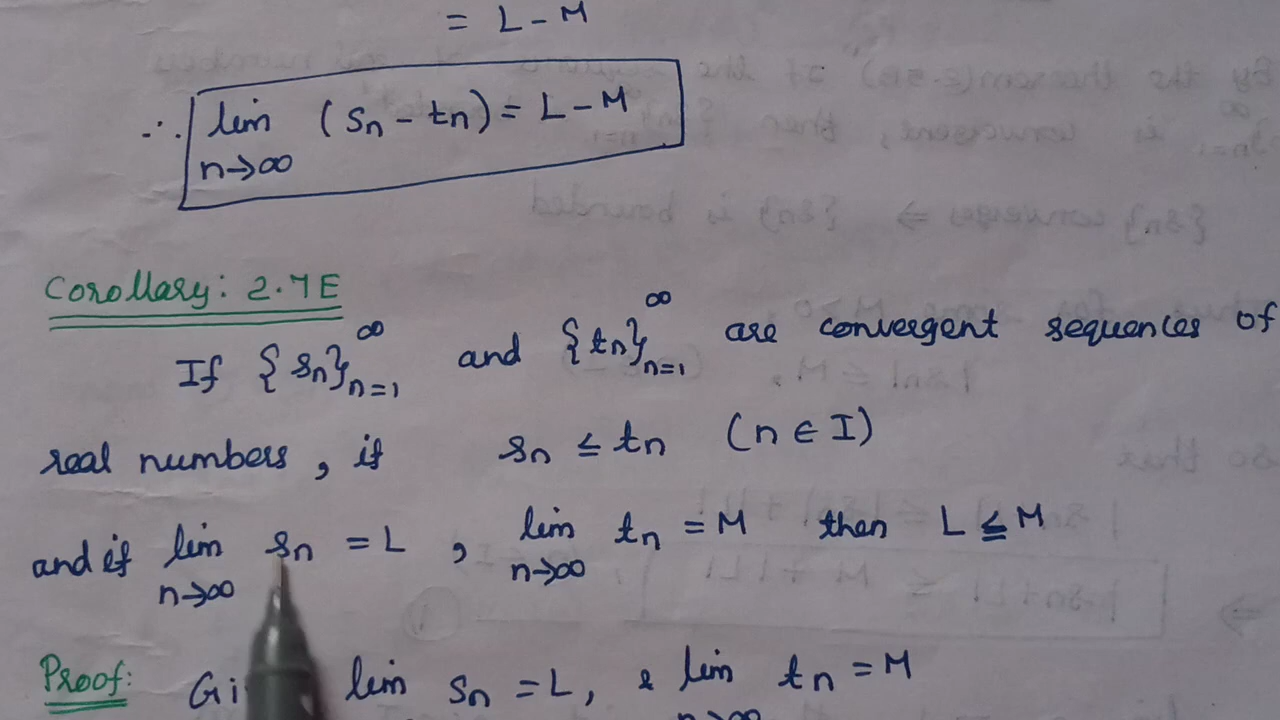 = L - M
∴ lim (sn - tn) = L - M
n→∞
Corollary: 2.7E
If {sn}∞n=1 and {tn}∞n=1 are convergent sequences of
real numbers, if sn ≤ tn (n ∈ I)
and if lim sn = L , lim tn = M then L ≦ M
n→∞ n→∞
Proof: Gi lim sn = L, & lim tn = M
n→∞